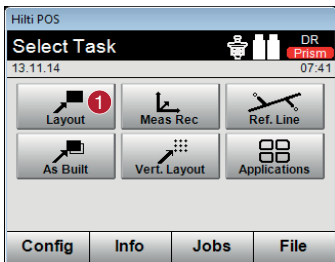 Hilti POS
Select Task
DR
Prism
13.11.14
07:41
1
Layout
Meas Rec
Ref. Line
As Built
Vert. Layout
Applications
Config
Info
Jobs
File